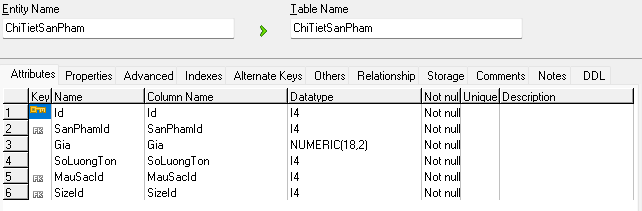 Entity Name Table Name
ChiTietSanPham ChiTietSanPham
Attributes Properties Advanced Indexes Alternate Keys Others Relationship Storage Comments Notes DDL
Key Name Column Name Datatype Not null Unique Description
1 Id Id I4 Not null
2 FK SanPhamId SanPhamId I4 Not null
3 Gia Gia NUMERIC(18,2) Not null
4 SoLuongTon SoLuongTon I4 Not null
5 FK MauSacId MauSacId I4 Not null
6 FK SizeId SizeId I4 Not null